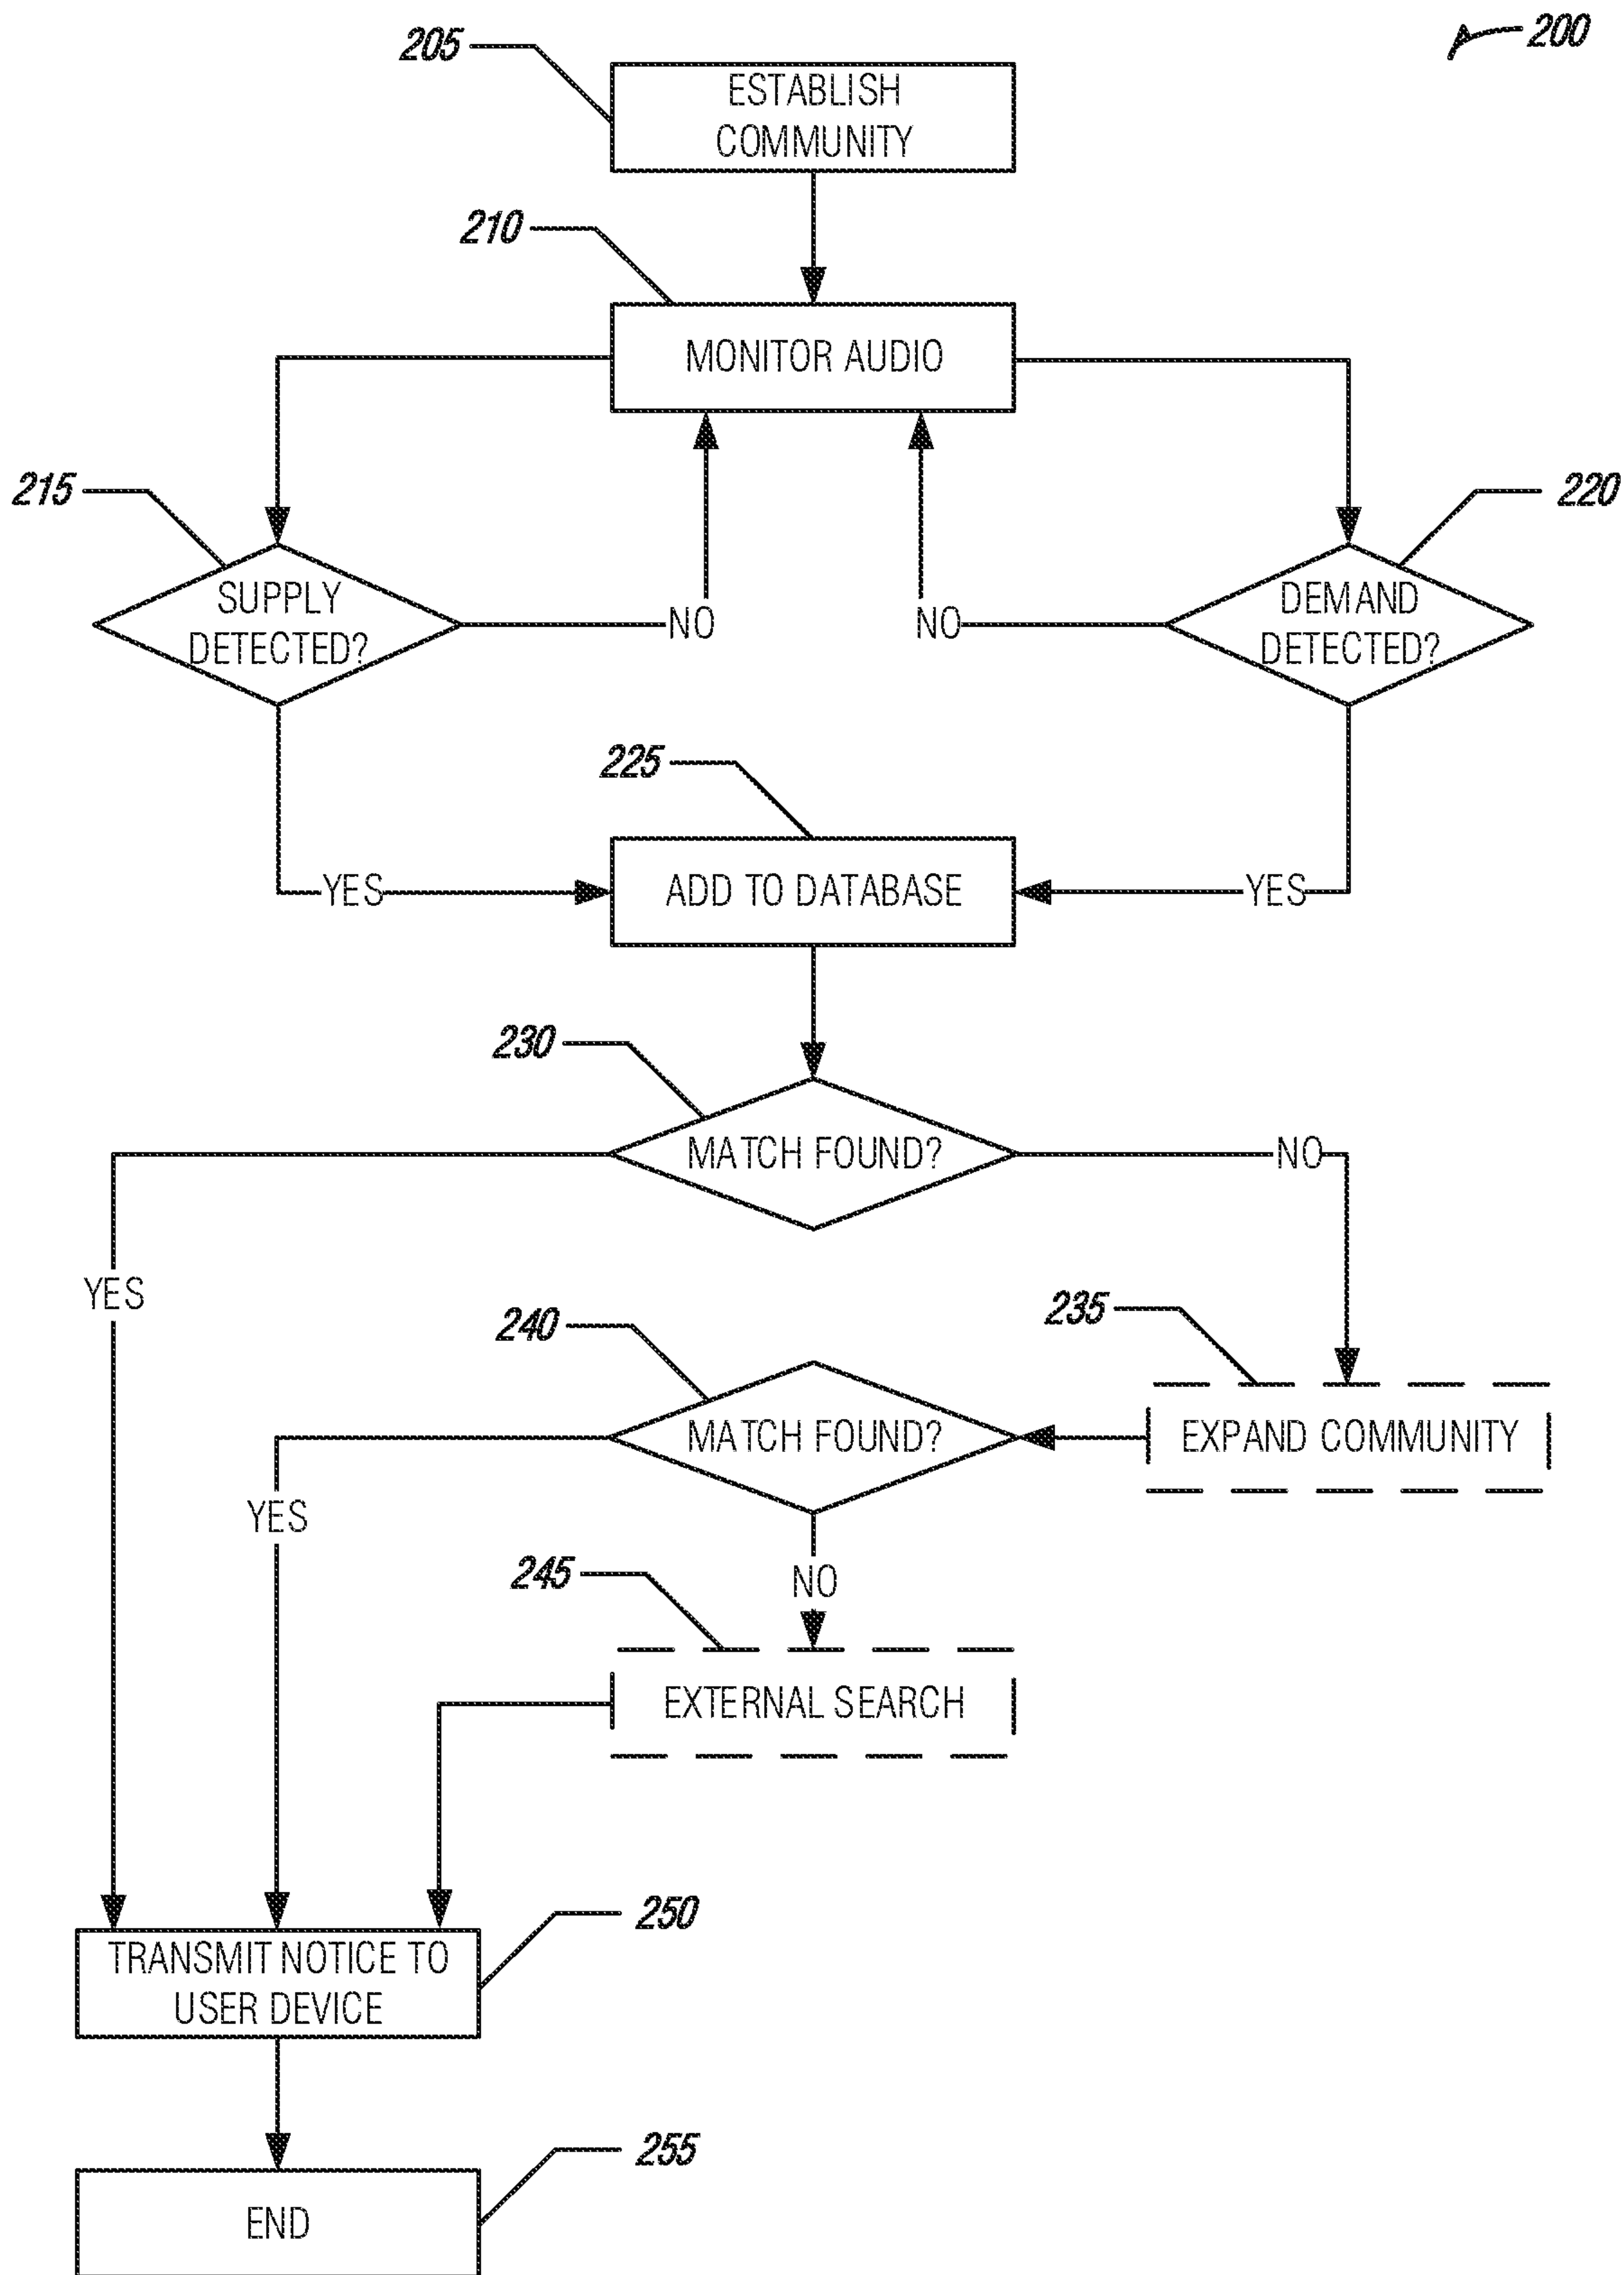 200
205
ESTABLISH
COMMUNITY
210
MONITOR AUDIO
215
220
SUPPLY
DETECTED?
NO
NO
DEMAND
DETECTED?
225
YES
ADD TO DATABASE
YES
230
MATCH FOUND?
NO
YES
240
235
MATCH FOUND?
EXPAND COMMUNITY
YES
NO
245
EXTERNAL SEARCH
250
TRANSMIT NOTICE TO
USER DEVICE
255
END